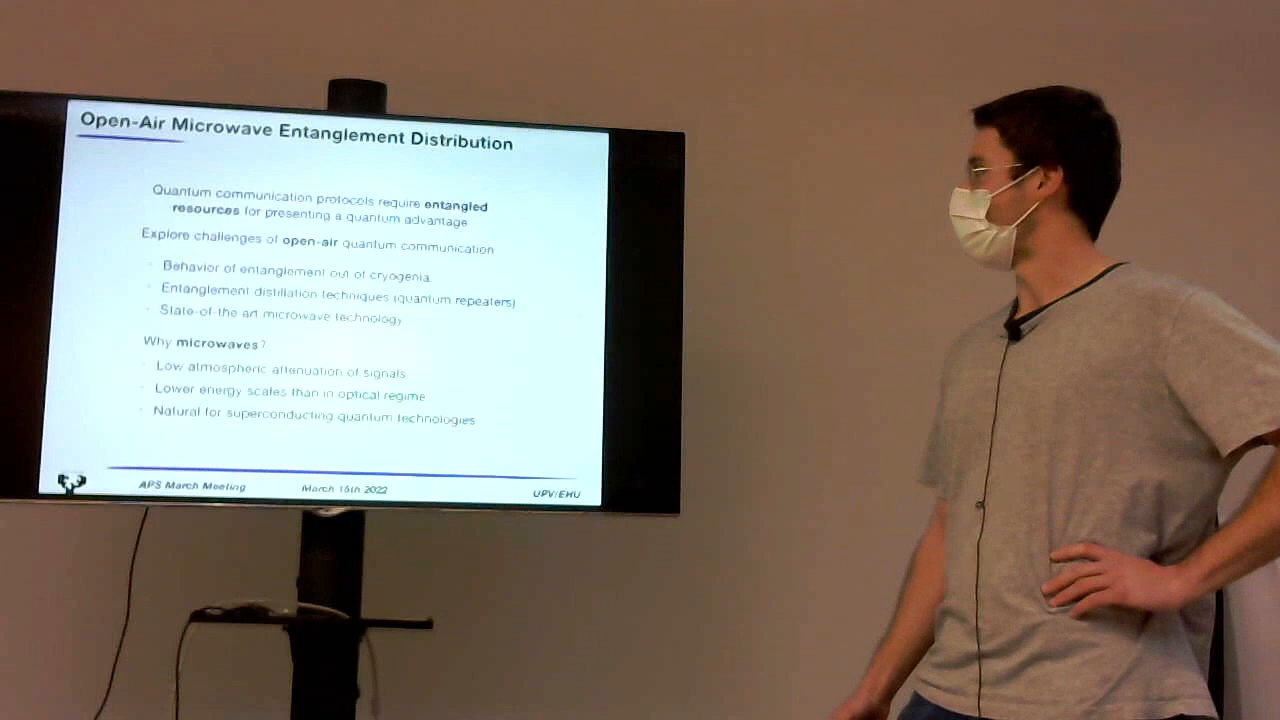 Open-Air Microwave Entanglement Distribution
Quantum communication protocols require entangled
resources for presenting a quantum advantage
Explore challenges of open-air quantum communication
Behavior of entanglement out of cryogenia
Entanglement distillation techniques (quantum repeaters)
State-of-the art microwave technology
Why microwaves?
Low atmospheric attenuation of signals
Lower energy scales than in optical regime
Natural for superconducting quantum technologies
APS March Meeting March 15th 2022 UPV/EHU